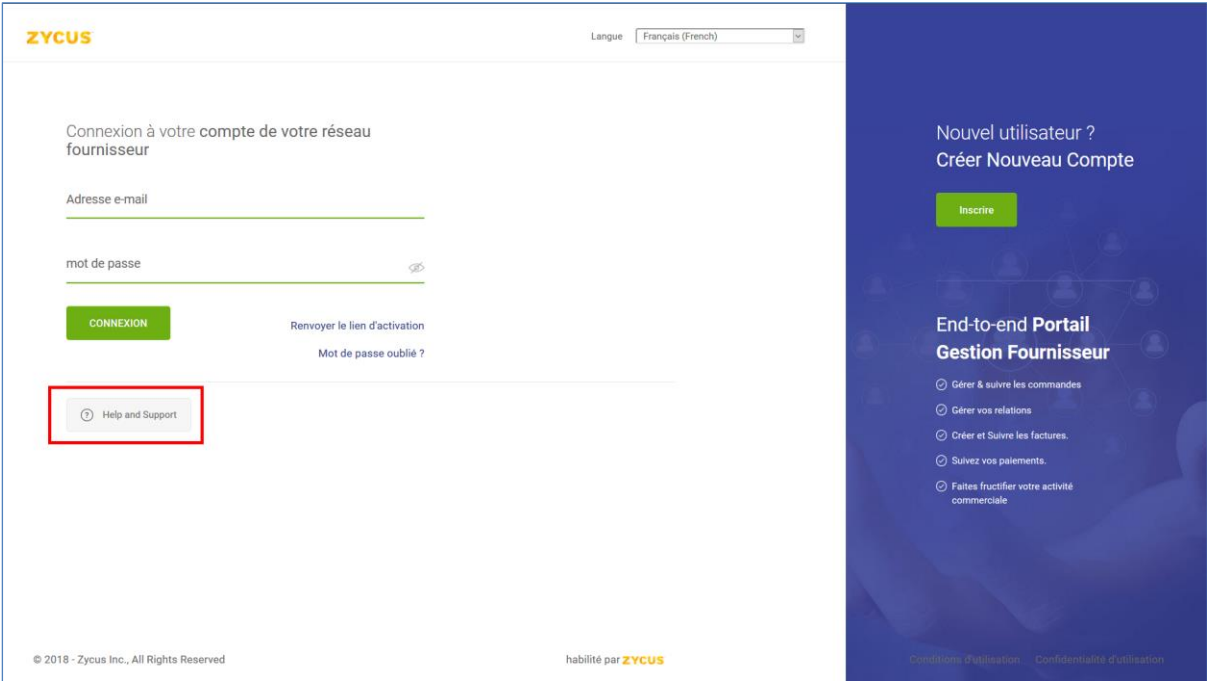 ZYCUS
Langue Français (French)
Connexion à votre compte de votre réseau
fournisseur
Adresse e-mail
mot de passe
CONNEXION
Renvoyer le lien d'activation
Mot de passe oublié ?
Help and Support
Nouvel utilisateur ?
Créer Nouveau Compte
Inscrire
End-to-end Portail
Gestion Fournisseur
Gérer & suivre les commandes
Gérer vos relations
Créer et Suivre les factures.
Suivez vos paiements.
Faites fructifier votre activité
commerciale
© 2018 - Zycus Inc., All Rights Reserved
habilité par ZYCUS
Conditions d'utilisation Confidentialité d'utilisation